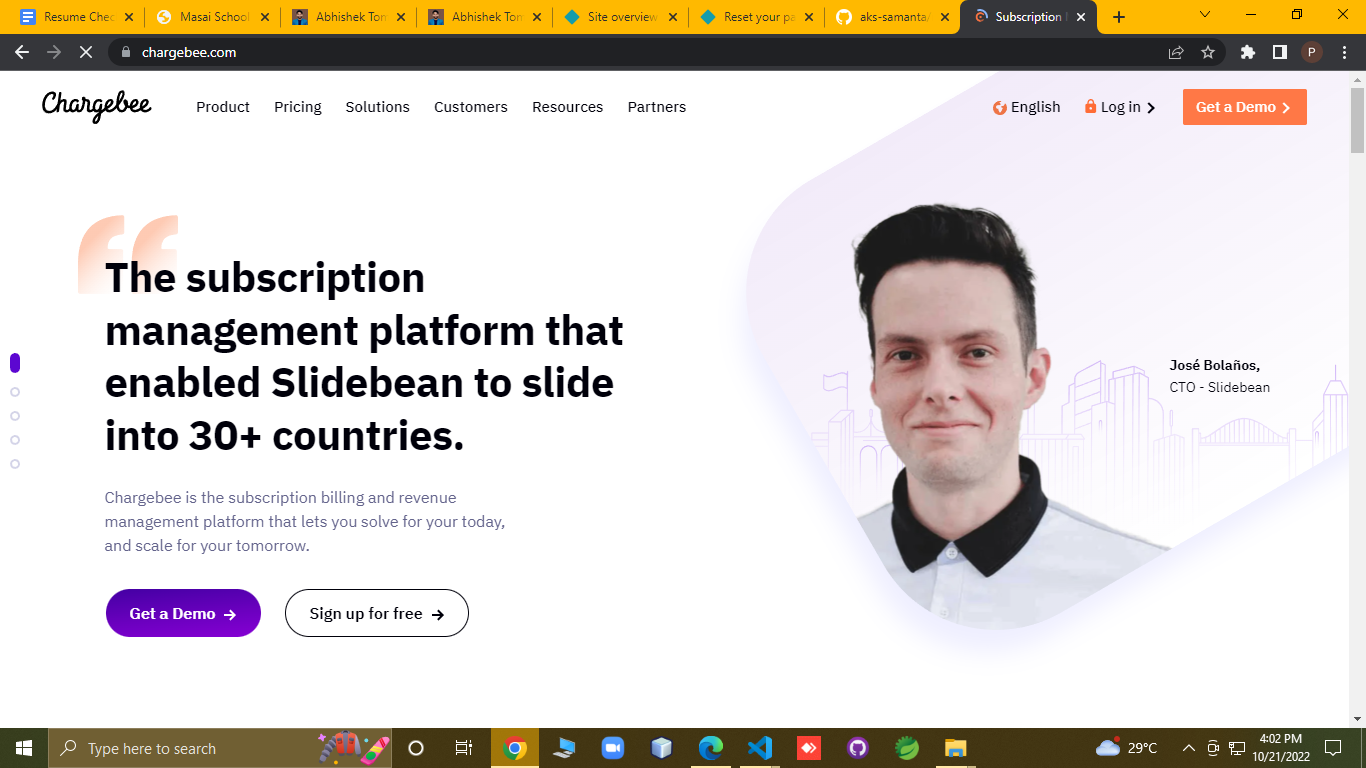 Resume Chec
Masai School
Abhishek Tom
Abhishek Tom
Site overview
Reset your pa
aks-samanta/
Subscription
chargebee.com
P
Chargebee
Product
Pricing
Solutions
Customers
Resources
Partners
English
Log in
Get a Demo
The subscription
management platform that
enabled Slidebean to slide
into 30+ countries.
José Bolaños,
CTO - Slidebean
Chargebee is the subscription billing and revenue
management platform that lets you solve for your today,
and scale for your tomorrow.
Get a Demo →
Sign up for free →
Type here to search
29°C
4:02 PM
10/21/2022